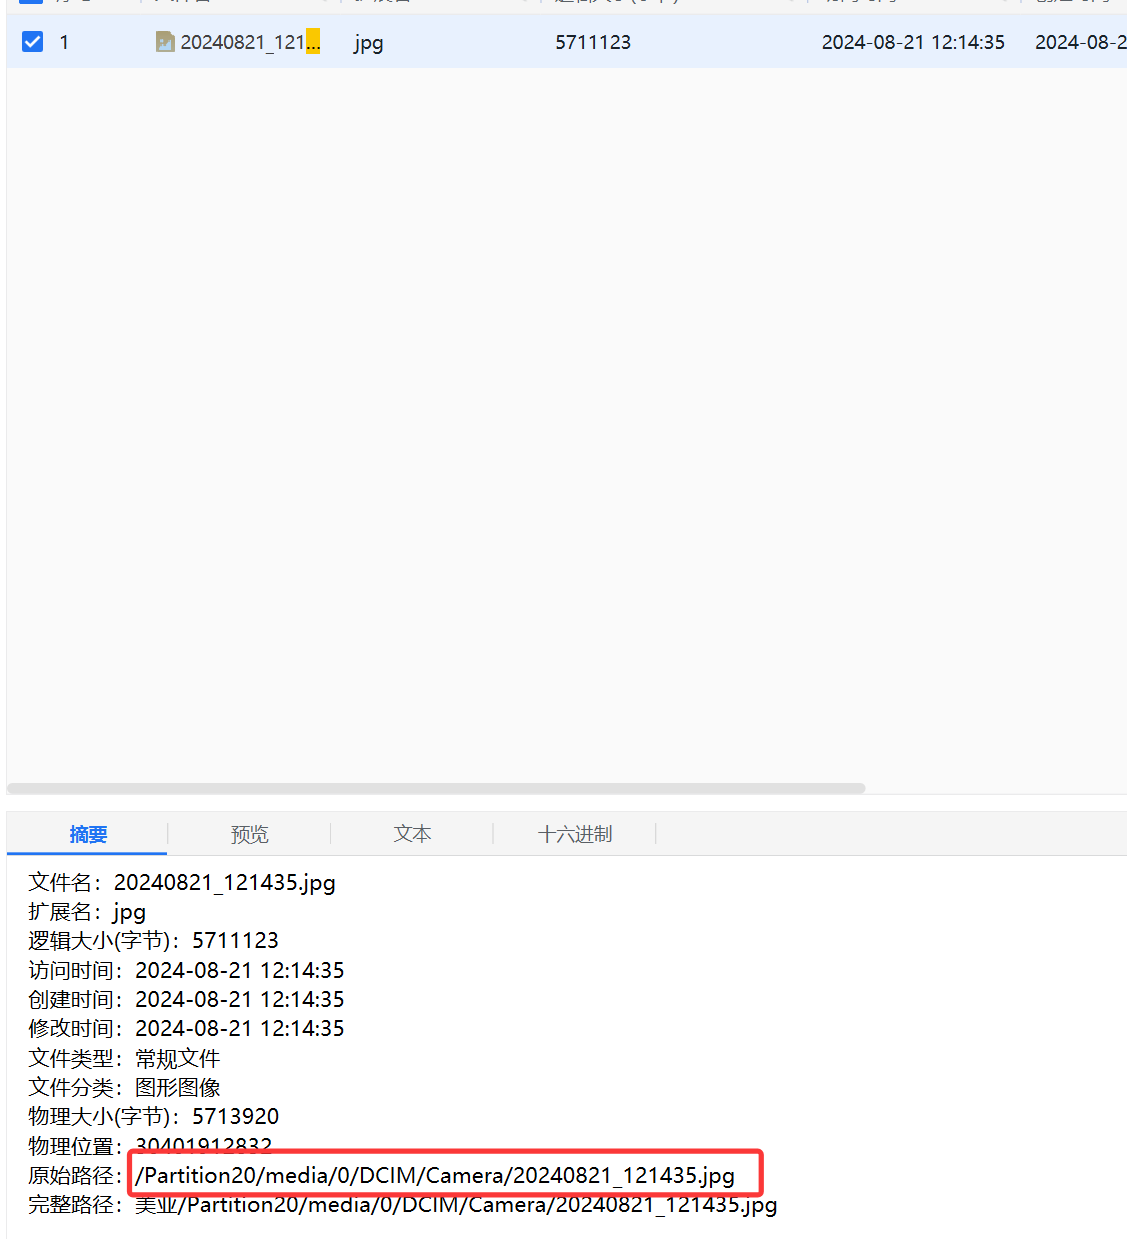 1 20240821_121... jpg 5711123 2024-08-21 12:14:35 2024-08-2
摘要 预览 文本 十六进制
文件名：20240821_121435.jpg
扩展名：jpg
逻辑大小(字节)：5711123
访问时间：2024-08-21 12:14:35
创建时间：2024-08-21 12:14:35
修改时间：2024-08-21 12:14:35
文件类型：常规文件
文件分类：图形图像
物理大小(字节)：5713920
物理位置：30401912832
原始路径：/Partition20/media/0/DCIM/Camera/20240821_121435.jpg
完整路径：美业/Partition20/media/0/DCIM/Camera/20240821_121435.jpg